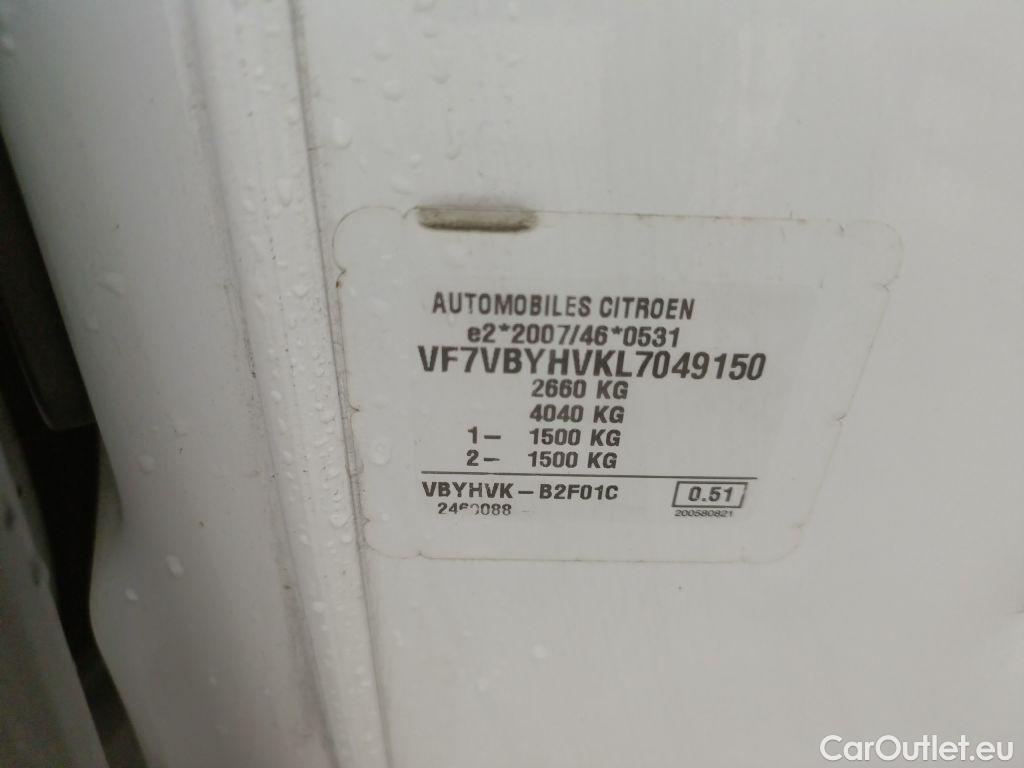 AUTOMOBILES CITROEN
e2*2007/46*0531
VF7VBYHVKL7049150
2660 KG
4040 KG
1- 1500 KG
2- 1500 KG
VBYHVK-B2F01C 0.51
200580821
CarOutlet.eu